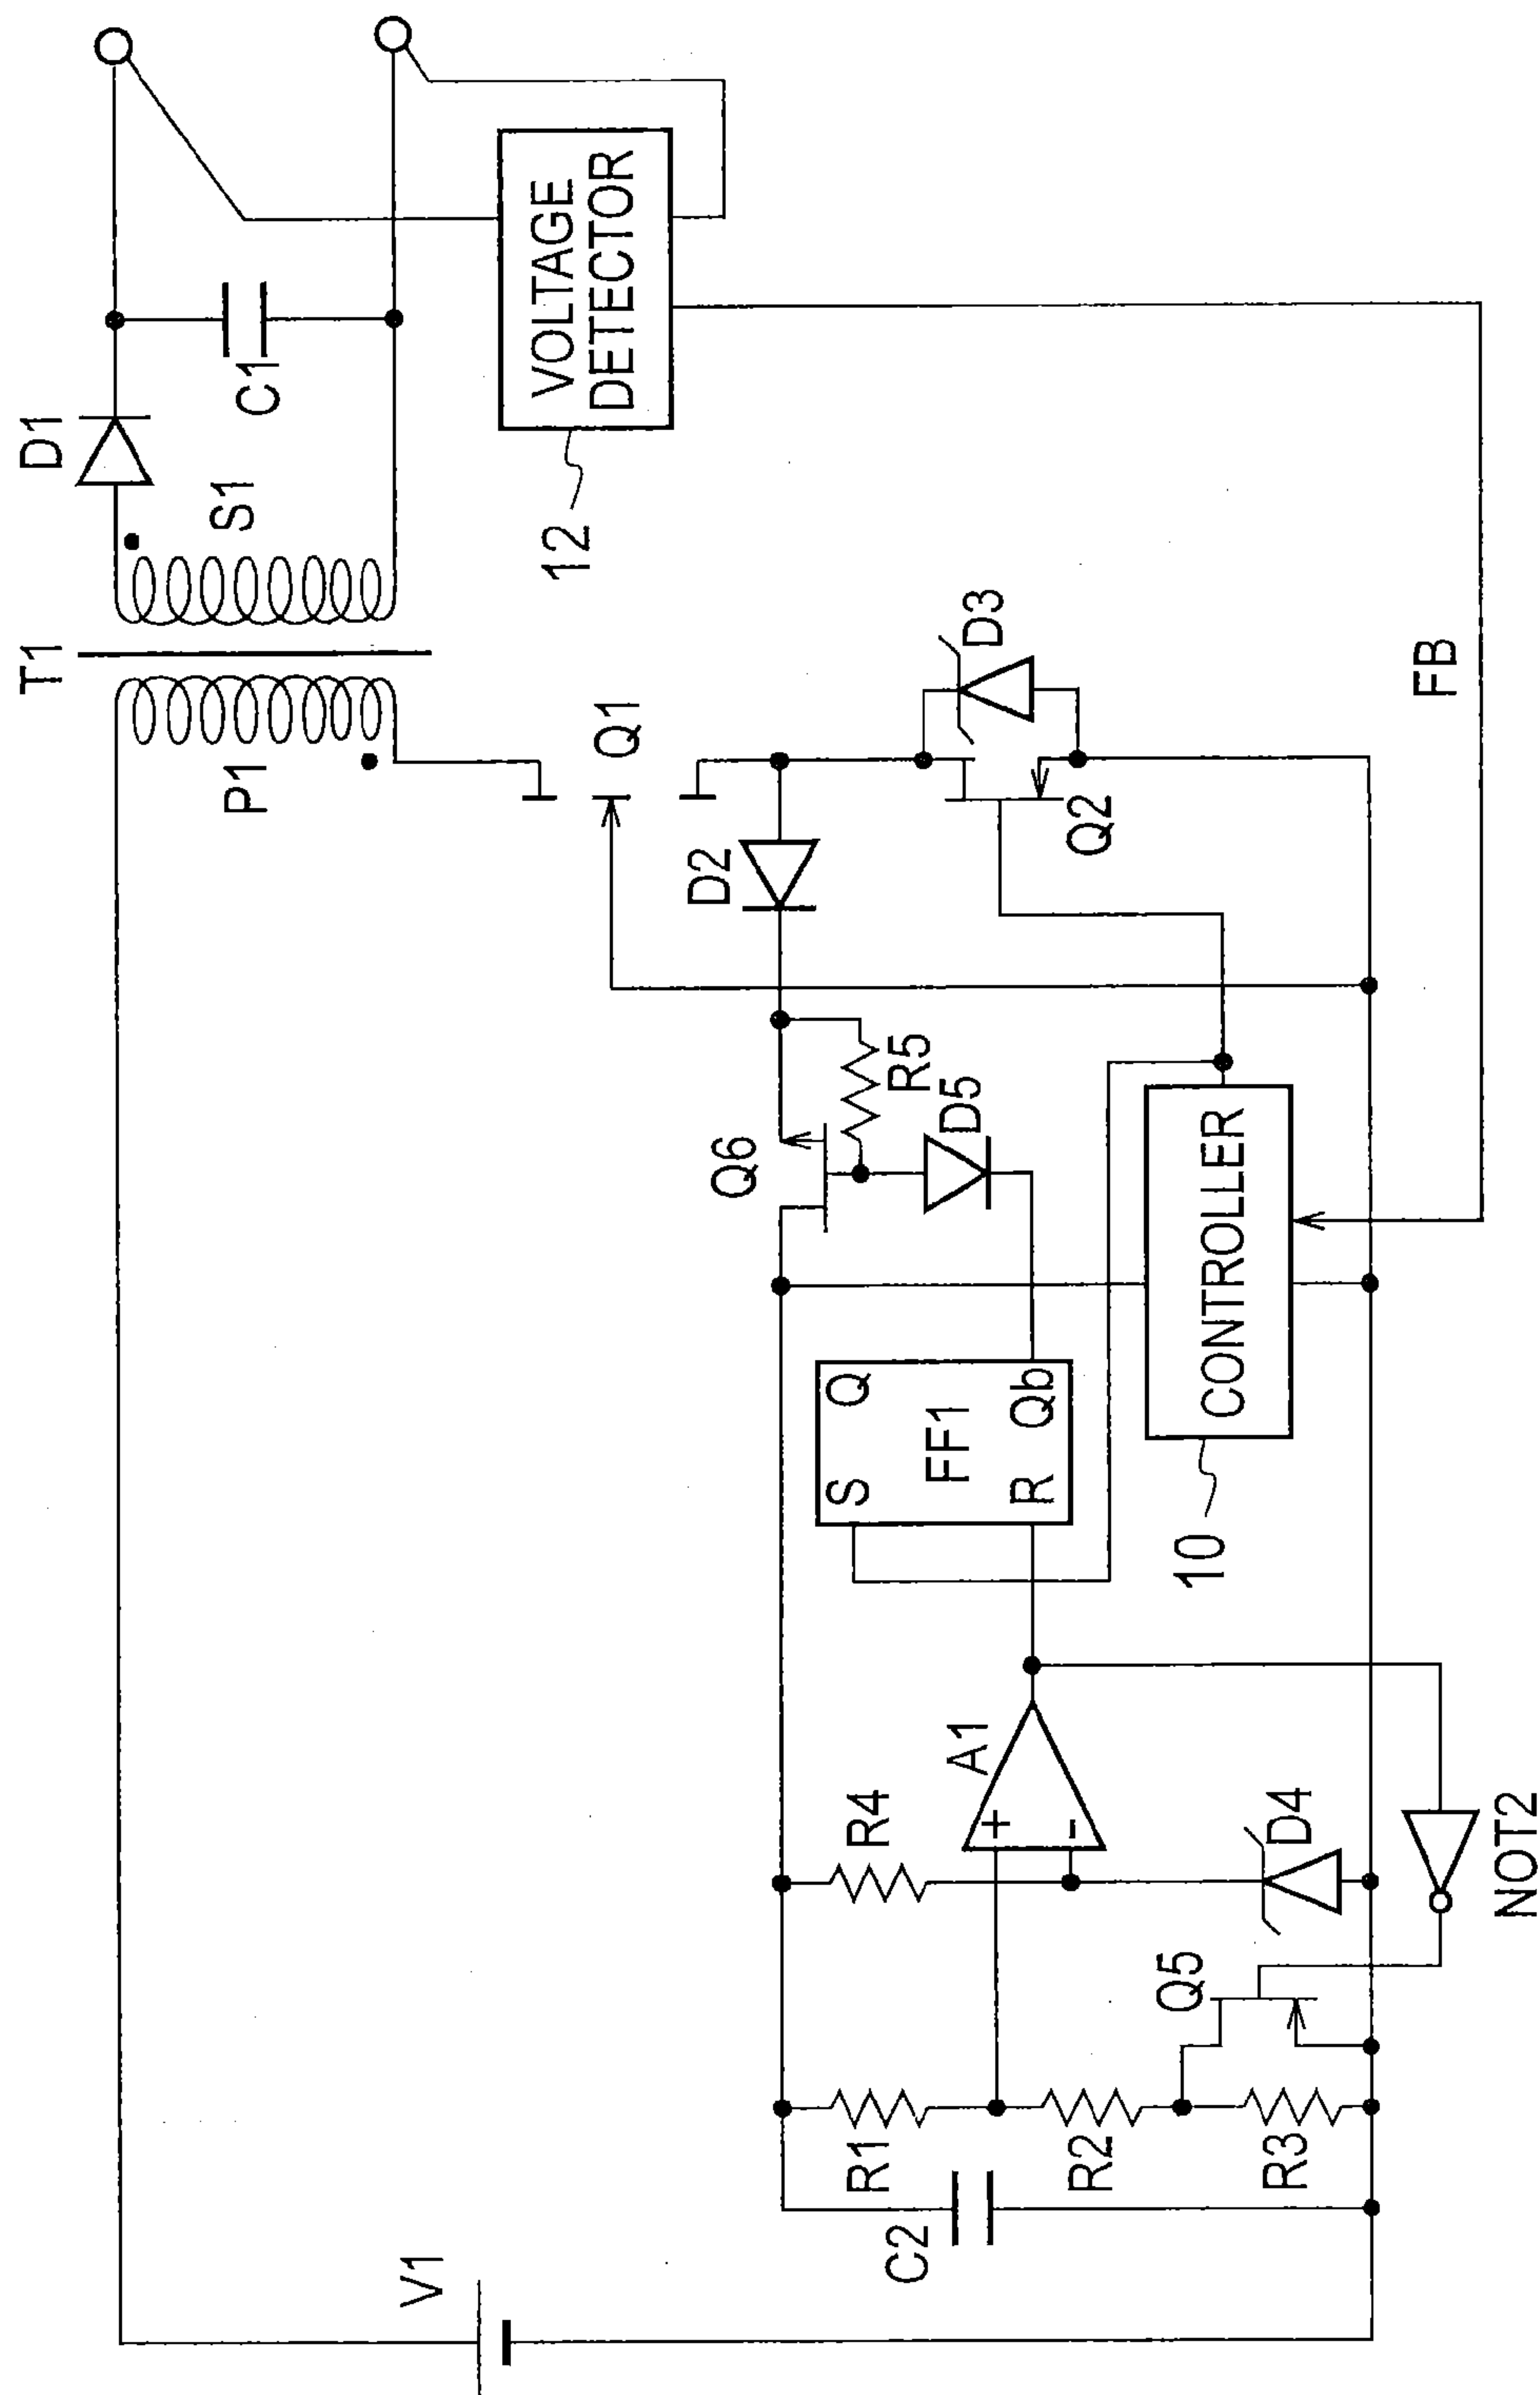 T1
D1
P1
S1
C1
V1
Q1
VOLTAGE
DETECTOR
12
D2
D3
Q2
Q6
R5
D5
S
Q
FF1
R
Qb
A1
+
-
R4
R1
R2
R3
C2
Q5
D4
NOT2
CONTROLLER
10
FB